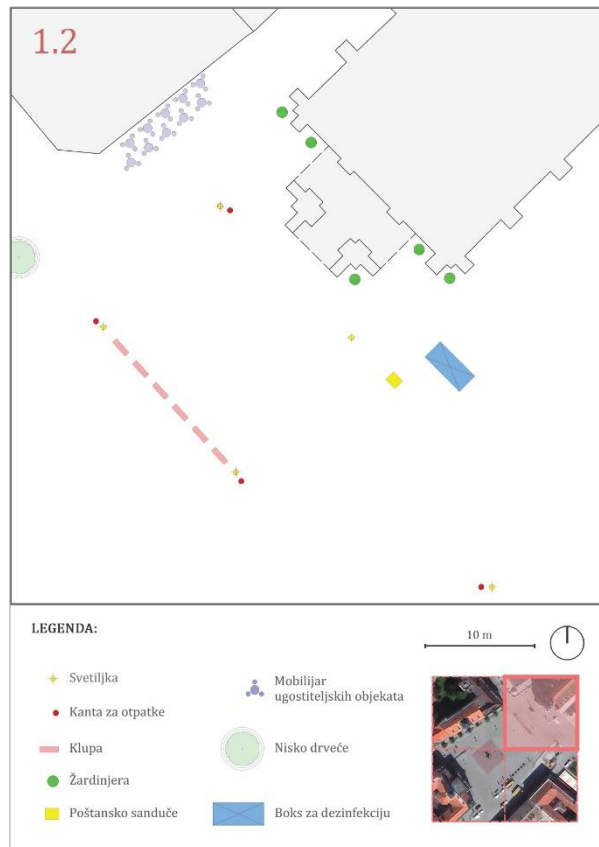 1.2
LEGENDA:
10 m
Svetiljka
Kanta za otpatke
Klupa
Žardinjera
Poštansko sanduče
Mobilijar
ugostiteljskih objekata
Nisko drveće
Boks za dezinfekciju